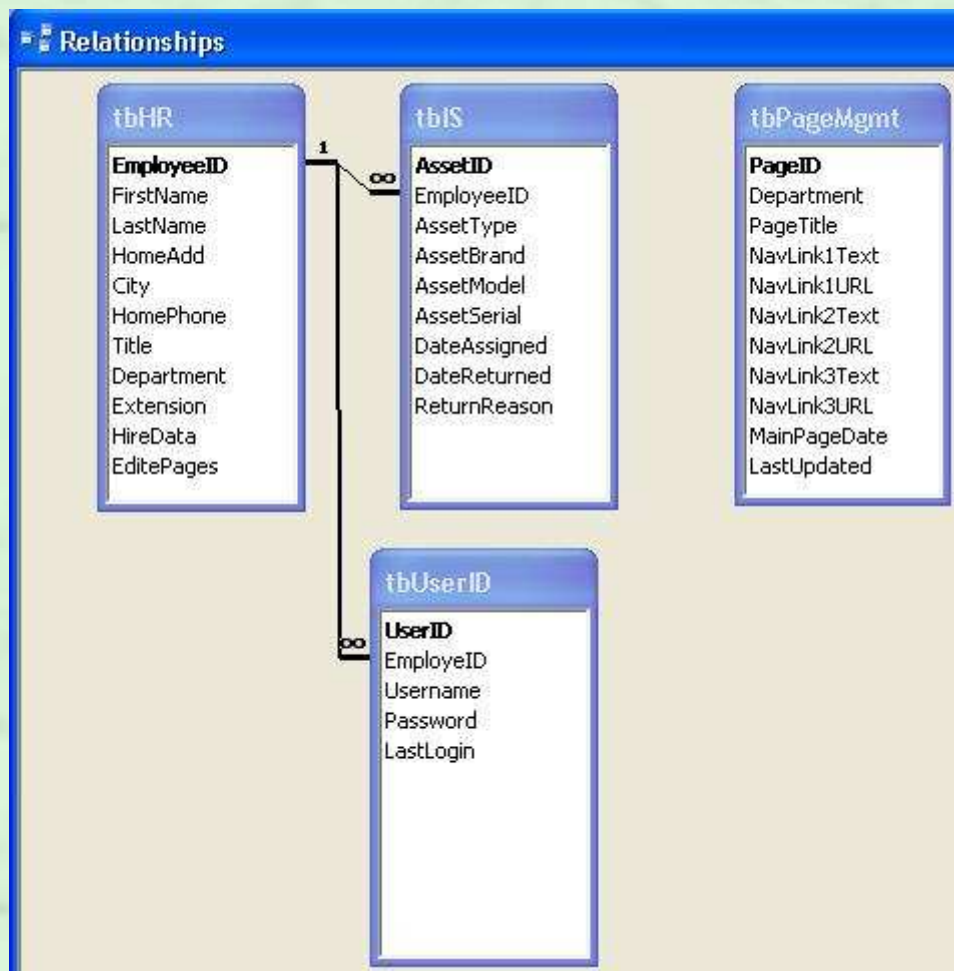 Relationships
tbHR
EmployeeID
FirstName
LastName
HomeAdd
City
HomePhone
Title
Department
Extension
HireData
EditePages
1
∞
tbIS
AssetID
EmployeeID
AssetType
AssetBrand
AssetModel
AssetSerial
DateAssigned
DateReturned
ReturnReason
tbPageMgmt
PageID
Department
PageTitle
NavLink1Text
NavLink1URL
NavLink2Text
NavLink2URL
NavLink3Text
NavLink3URL
MainPageDate
LastUpdated
∞
tbUserID
UserID
EmployeID
Username
Password
LastLogin